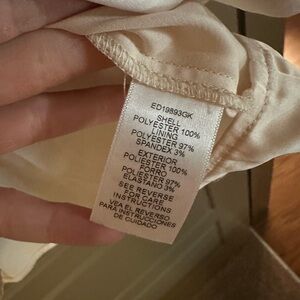 ED19893GK
SHELL
POLYESTER 100%
LINING
POLYESTER 97%
SPANDEX 3%
EXTERIOR
POLIESTER 100%
FORRO
POLIESTER 97%
ELASTANO 3%
SEE REVERSE
FOR CARE
INSTRUCTIONS
VEA EL REVERSO
PARA INSTRUCCIONES
DE CUIDADO